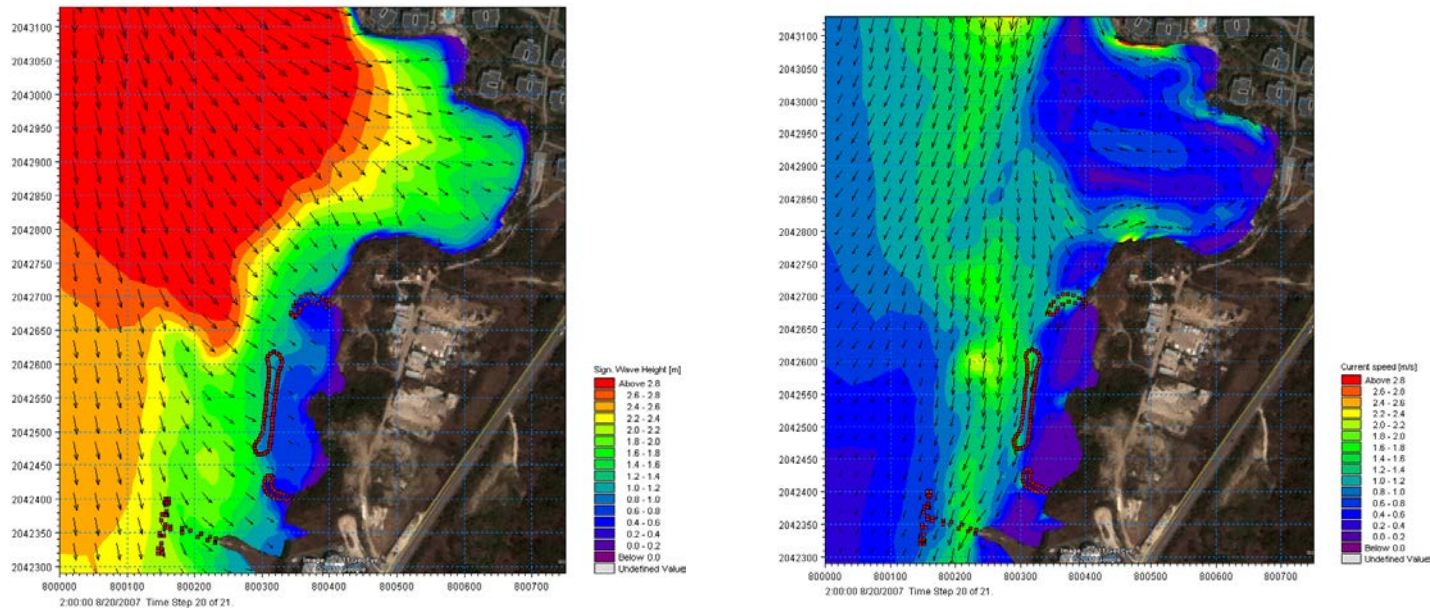 2043100
2043050
2043000
2042950
2042900
2042850
2042800
2042750
2042700
2042650
2042600
2042550
2042500
2042450
2042400
2042350
2042300
800000 800100 800200 800300 800400 800500 800600 800700
2:00:00 8/20/2007 Time Step 20 of 21.
Sign. Wave Height [m]
Above 2.8
2.6 - 2.8
2.4 - 2.6
2.2 - 2.4
2.0 - 2.2
1.8 - 2.0
1.6 - 1.8
1.4 - 1.6
1.2 - 1.4
1.0 - 1.2
0.8 - 1.0
0.6 - 0.8
0.4 - 0.6
0.2 - 0.4
0.0 - 0.2
Below 0.0
Undefined Value
2043100
2043050
2043000
2042950
2042900
2042850
2042800
2042750
2042700
2042650
2042600
2042550
2042500
2042450
2042400
2042350
2042300
800000 800100 800200 800300 800400 800500 800600 800700
2:00:00 8/20/2007 Time Step 20 of 21.
Current speed [m/s]
Above 2.8
2.6 - 2.8
2.4 - 2.6
2.2 - 2.4
2.0 - 2.2
1.8 - 2.0
1.6 - 1.8
1.4 - 1.6
1.2 - 1.4
1.0 - 1.2
0.8 - 1.0
0.6 - 0.8
0.4 - 0.6
0.2 - 0.4
0.0 - 0.2
Below 0.0
Undefined Value